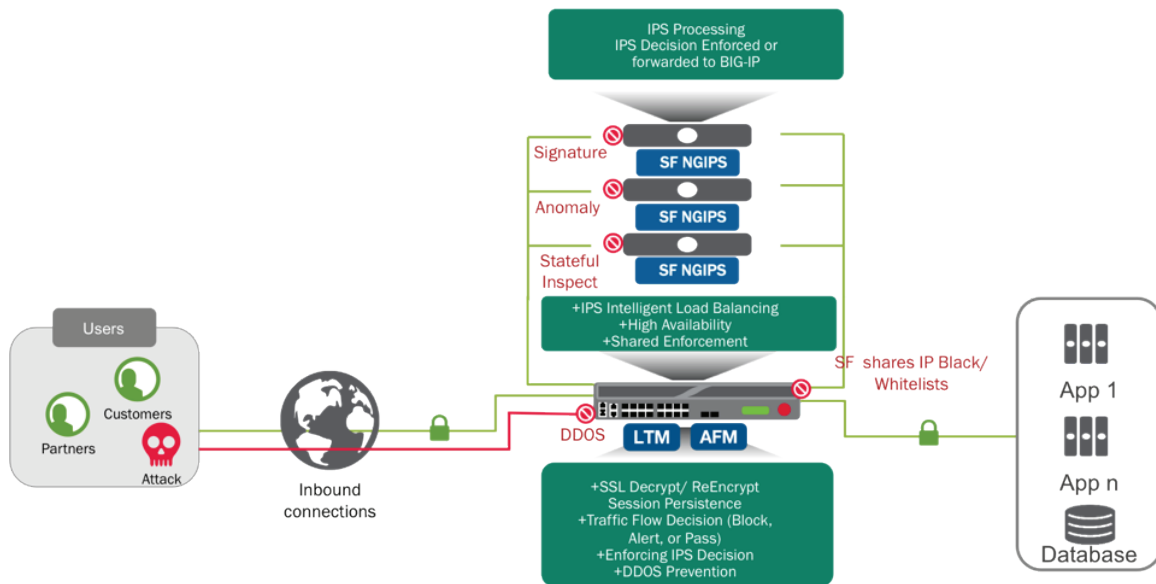 IPS Processing
IPS Decision Enforced or
forwarded to BIG-IP
Signature
SF NGIPS
Anomaly
SF NGIPS
Stateful
Inspect
SF NGIPS
+IPS Intelligent Load Balancing
+High Availability
+Shared Enforcement
Users
Customers
Partners
Attack
Inbound
connections
DDOS
LTM
AFM
SF shares IP Black/
Whitelists
+SSL Decrypt/ ReEncrypt
Session Persistence
+Traffic Flow Decision (Block,
Alert, or Pass)
+Enforcing IPS Decision
+DDOS Prevention
App 1
App n
Database